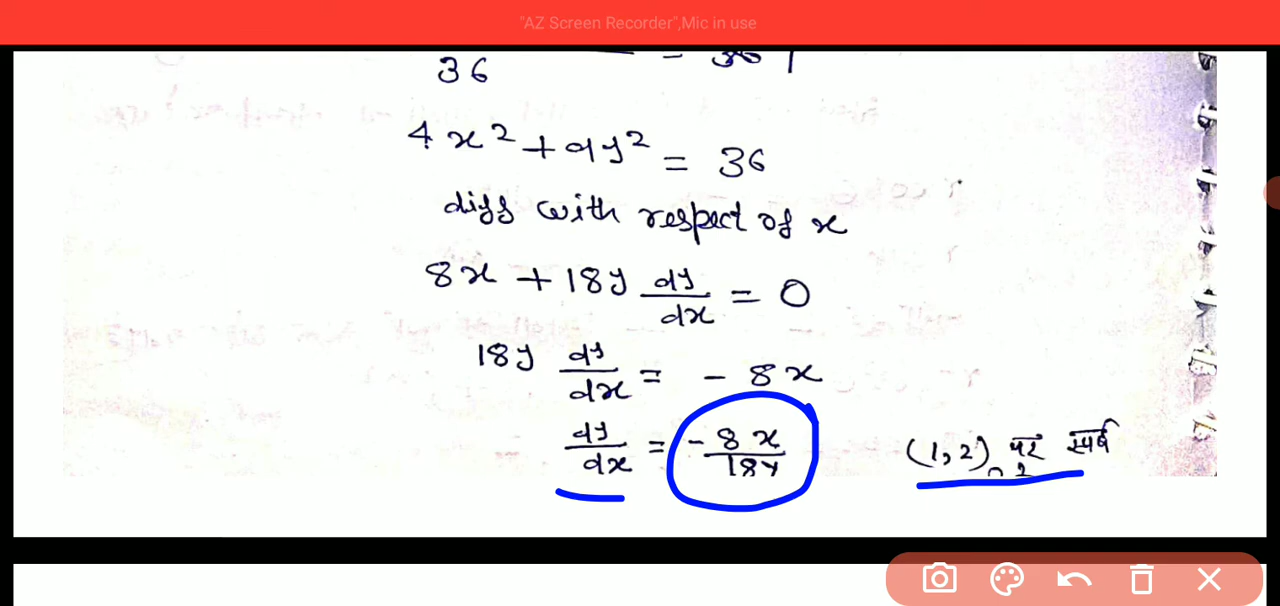 "AZ Screen Recorder",Mic in use
36 = 36
4x² + 9y² = 36
diff with respect of x
8x + 18y dy/dx = 0
18y dy/dx = - 8x
dy/dx = - 8x/18y (1,2) पर स्पर्श